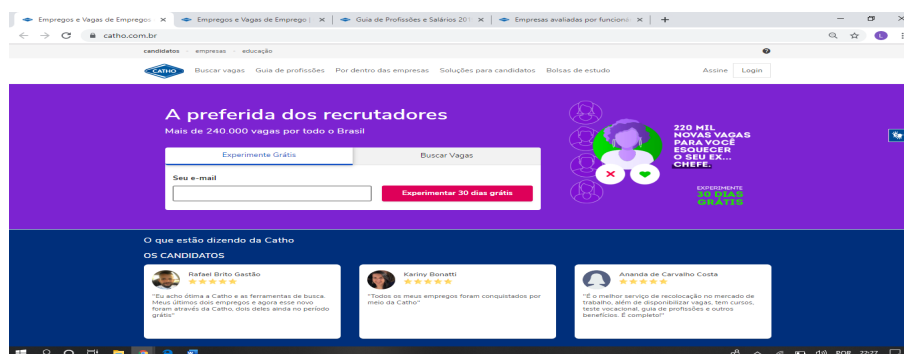 Empregos e Vagas de Empregos
Empregos e Vagas de Emprego |
Guia de Profissões e Salários 201
Empresas avaliadas por funcion
catho.com.br
L
candidatos
empresas
educação
CATHO
Buscar vagas
Guia de profissões
Por dentro das empresas
Soluções para candidatos
Bolsas de estudo
Assine
Login
A preferida dos recrutadores
Mais de 240.000 vagas por todo o Brasil
Experimente Grátis
Buscar Vagas
Seu e-mail
Experimentar 30 dias grátis
220 MIL
NOVAS VAGAS
PARA VOCÊ
ESQUECER
O SEU EX...
CHEFE.
EXPERIMENTE
30 DIAS
GRÁTIS
O que estão dizendo da Catho
OS CANDIDATOS
Rafael Brito Gastão
"Eu acho ótima a Catho e as ferramentas de busca.
Meus últimos dois empregos e agora esse novo
foram através da Catho, dois deles ainda no período
grátis"
Kariny Bonatti
"Todos os meus empregos foram conquistados por
meio da Catho"
Ananda de Carvalho Costa
"É o melhor serviço de recolocação no mercado de
trabalho, além de disponibilizar vagas, tem cursos,
teste vocacional, guia de profissões e outros
benefícios. É completo!"
POR
22:27